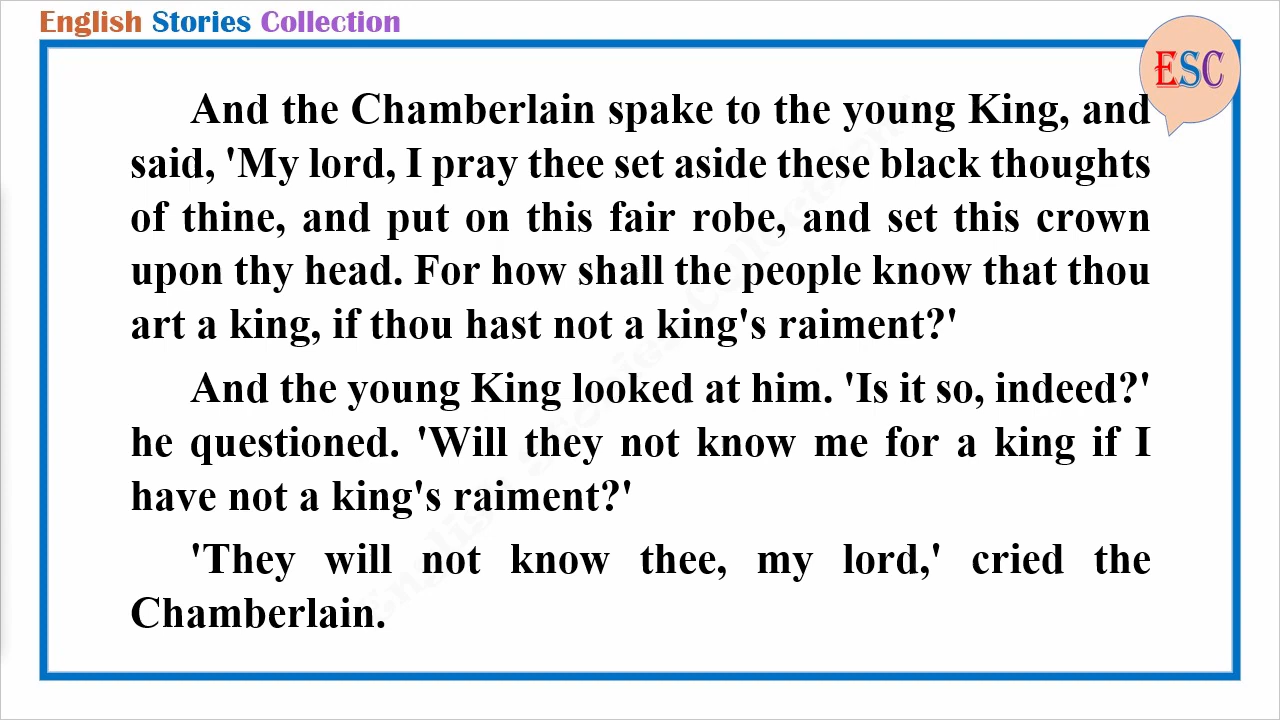 English Stories Collection
ESC
And the Chamberlain spake to the young King, and
said, 'My lord, I pray thee set aside these black thoughts
of thine, and put on this fair robe, and set this crown
upon thy head. For how shall the people know that thou
art a king, if thou hast not a king's raiment?'
And the young King looked at him. 'Is it so, indeed?'
he questioned. 'Will they not know me for a king if I
have not a king's raiment?'
'They will not know thee, my lord,' cried the
Chamberlain.
English Stories Collection